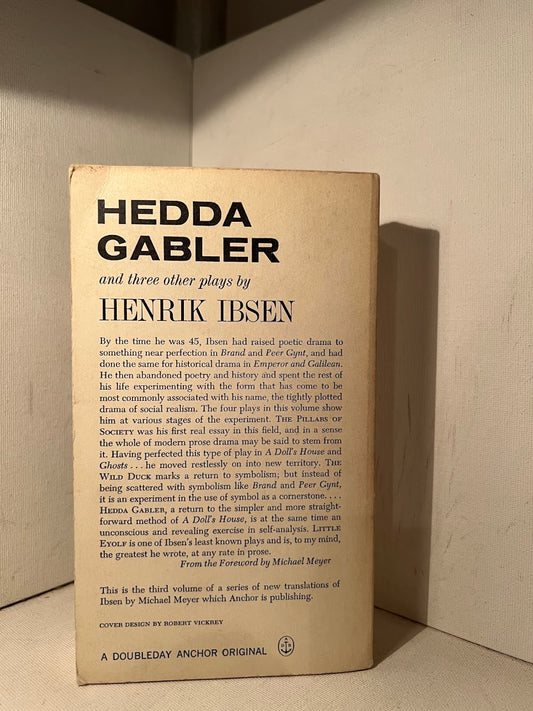 HEDDA
GABLER
and three other plays by
HENRIK IBSEN
By the time he was 45, Ibsen had raised poetic drama to
something near perfection in Brand and Peer Gynt, and had
done the same for historical drama in Emperor and Galilean.
He then abandoned poetry and history and spent the rest of
his life experimenting with the form that has come to be
most commonly associated with his name, the tightly plotted
drama of social realism. The four plays in this volume show
him at various stages of the experiment. THE PILLARS OF
SOCIETY was his first real essay in this field, and in a sense
the whole of modern prose drama may be said to stem from
it. Having perfected this type of play in A Doll's House and
Ghosts . . . he moved restlessly on into new territory. THE
WILD DUCK marks a return to symbolism; but instead of
being scattered with symbolism like Brand and Peer Gynt,
it is an experiment in the use of symbol as a cornerstone. . . .
HEDDA GABLER, a return to the simpler and more straight-
forward method of A Doll's House, is at the same time an
unconscious and revealing exercise in self-analysis. LITTLE
EYOLF is one of Ibsen's least known plays and is, to my mind,
the greatest he wrote, at any rate in prose.
From the Foreword by Michael Meyer
This is the third volume of a series of new translations of
Ibsen by Michael Meyer which Anchor is publishing.
COVER DESIGN BY ROBERT VICKREY
A DOUBLEDAY ANCHOR ORIGINAL